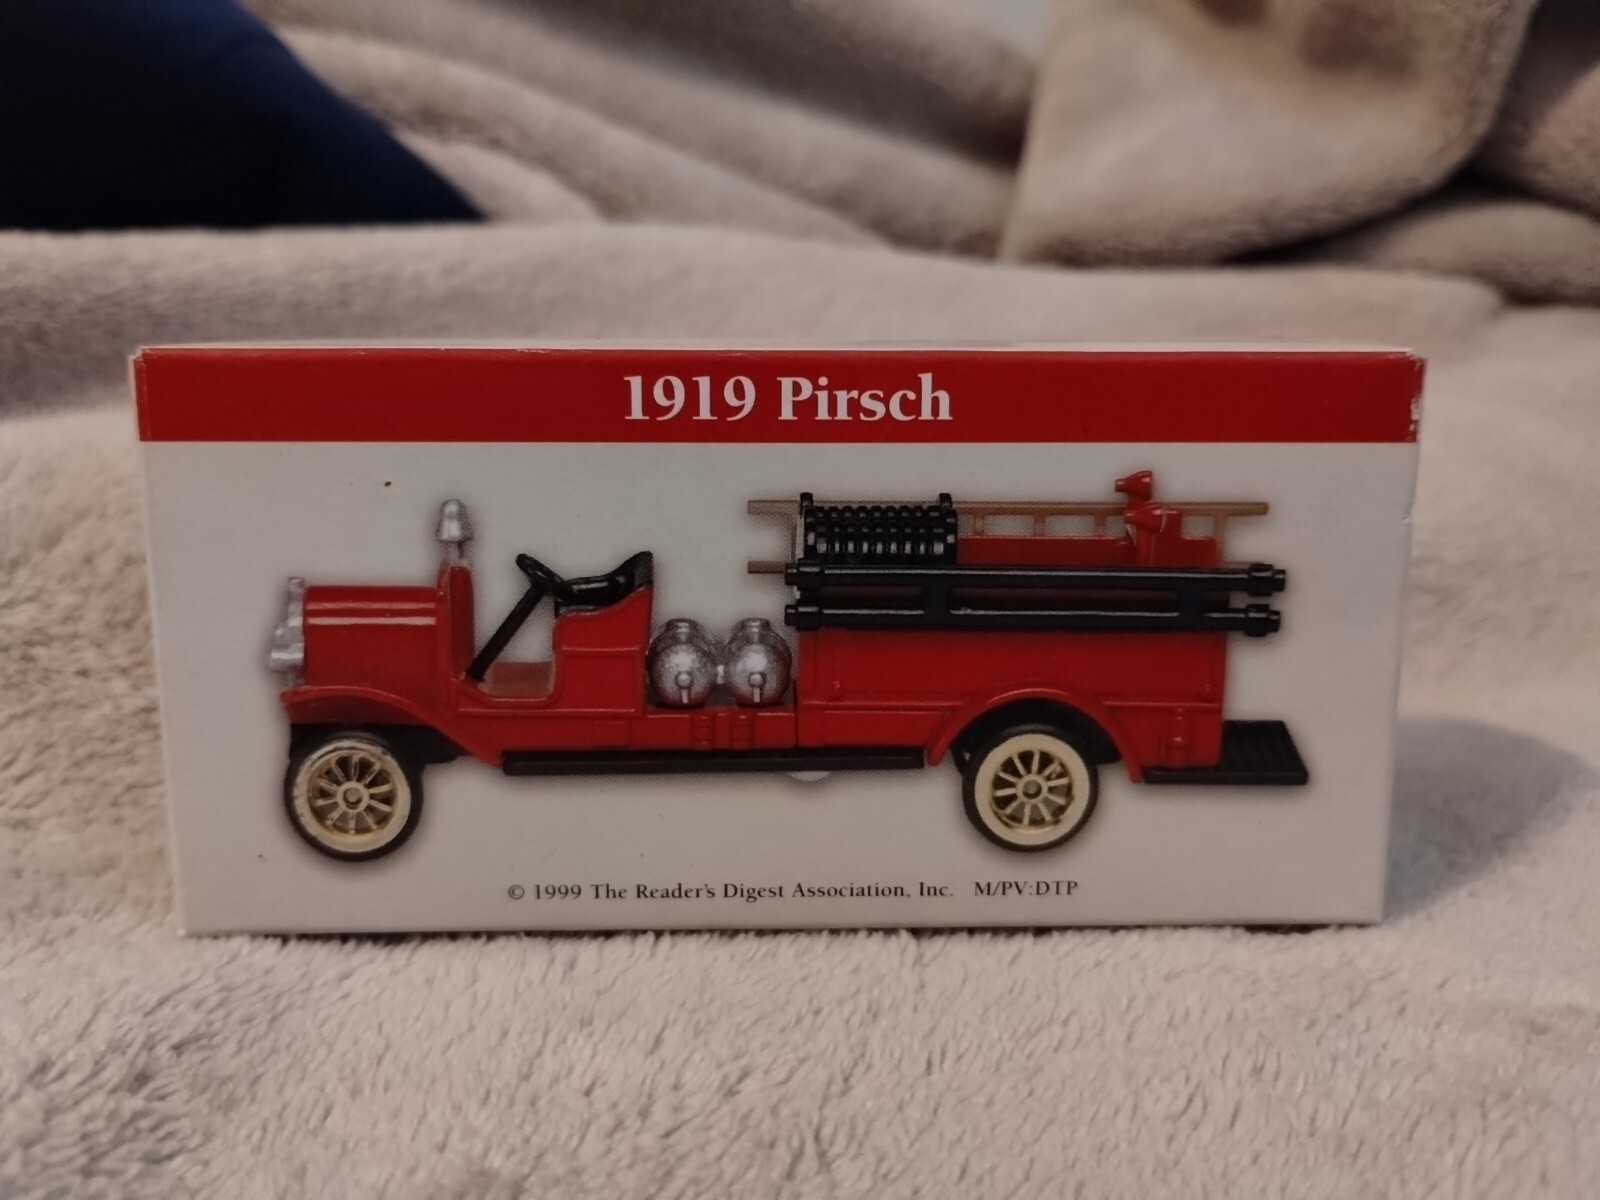 1919 Pirsch
© 1999 The Reader's Digest Association, Inc. M/PV:DTP